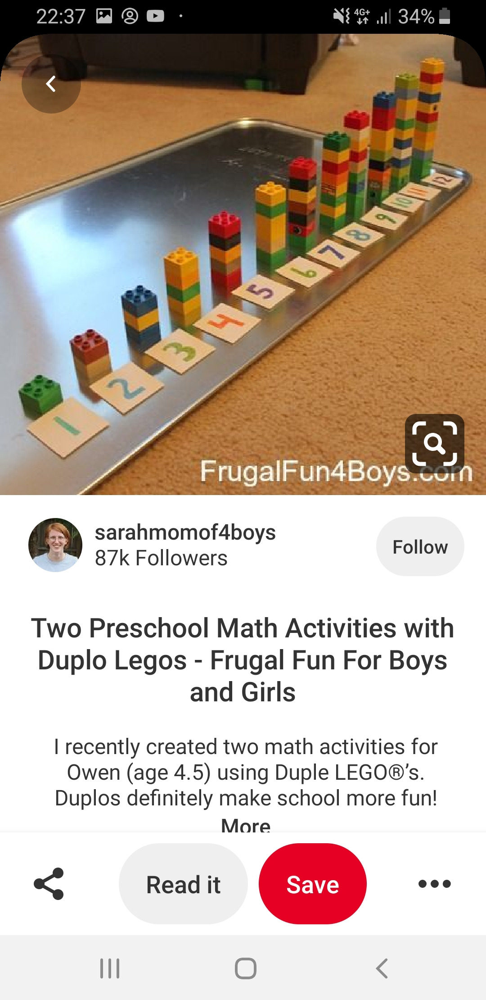 22:37
4G+
34%
1
2
3
4
5
6
7
8
9
10
11
12
FrugalFun4Boys.com
sarahmomof4boys
87k Followers
Follow
Two Preschool Math Activities with
Duplo Legos - Frugal Fun For Boys
and Girls
I recently created two math activities for
Owen (age 4.5) using Duple LEGO®’s.
Duplos definitely make school more fun!
More
Read it
Save